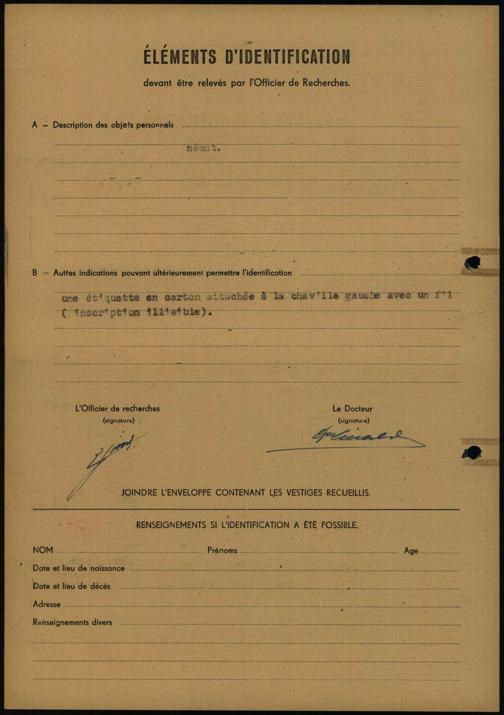 ÉLÉMENTS D'IDENTIFICATION
devant être relevés par l'Officier de Recherches.
A — Description des objets personnels
néant.
B — Autres indications pouvant ultérieurement permettre l'identification
une étiquette en carton attachée à la cheville gauche avec un fil
( inscription illisible).
L'Officier de recherches
(signature)
Le Docteur
(signature)
JOINDRE L'ENVELOPPE CONTENANT LES VESTIGES RECUEILLIS.
RENSEIGNEMENTS SI L'IDENTIFICATION A ÉTÉ POSSIBLE.
NOM Prénoms Age
Date et lieu de naissance
Date et lieu de décès
Adresse
Renseignements divers